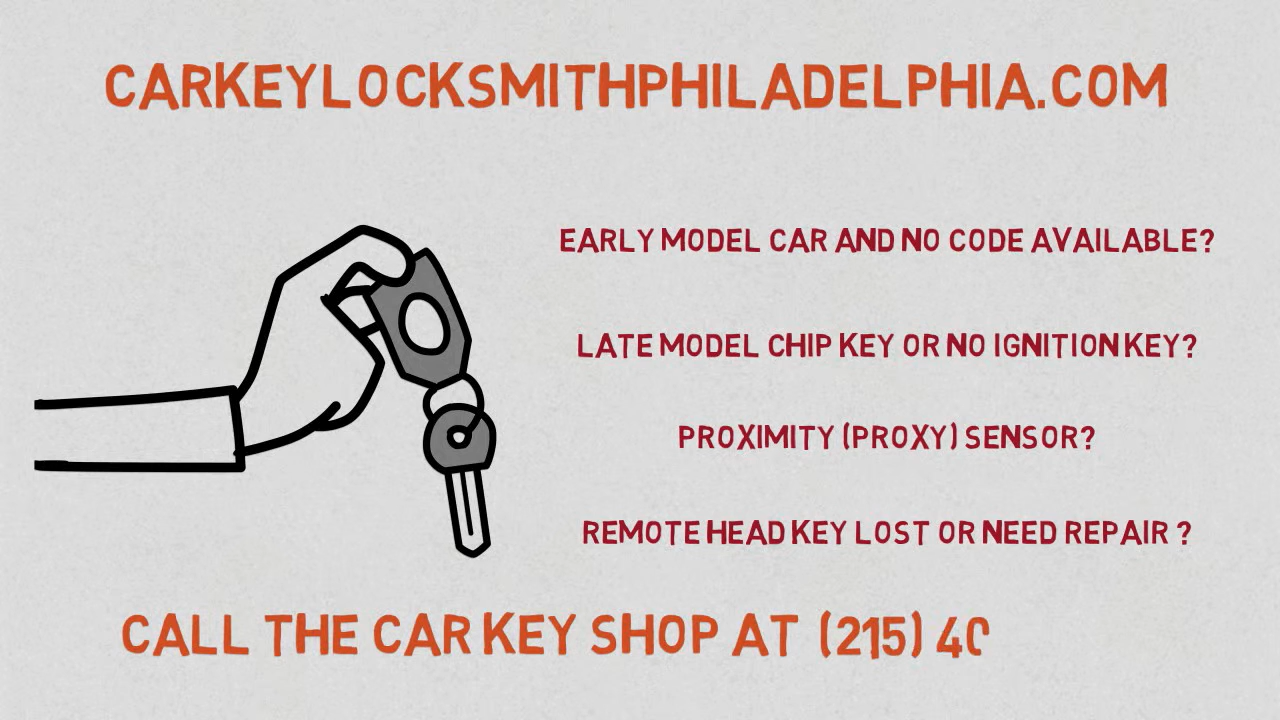 CARKEYLOCKSMITHPHILADELPHIA.COM
EARLY MODEL CAR AND NO CODE AVAILABLE?
LATE MODEL CHIP KEY OR NO IGNITION KEY?
PROXIMITY (PROXY) SENSOR?
REMOTE HEAD KEY LOST OR NEED REPAIR ?
CALL THE CAR KEY SHOP AT (215) 4